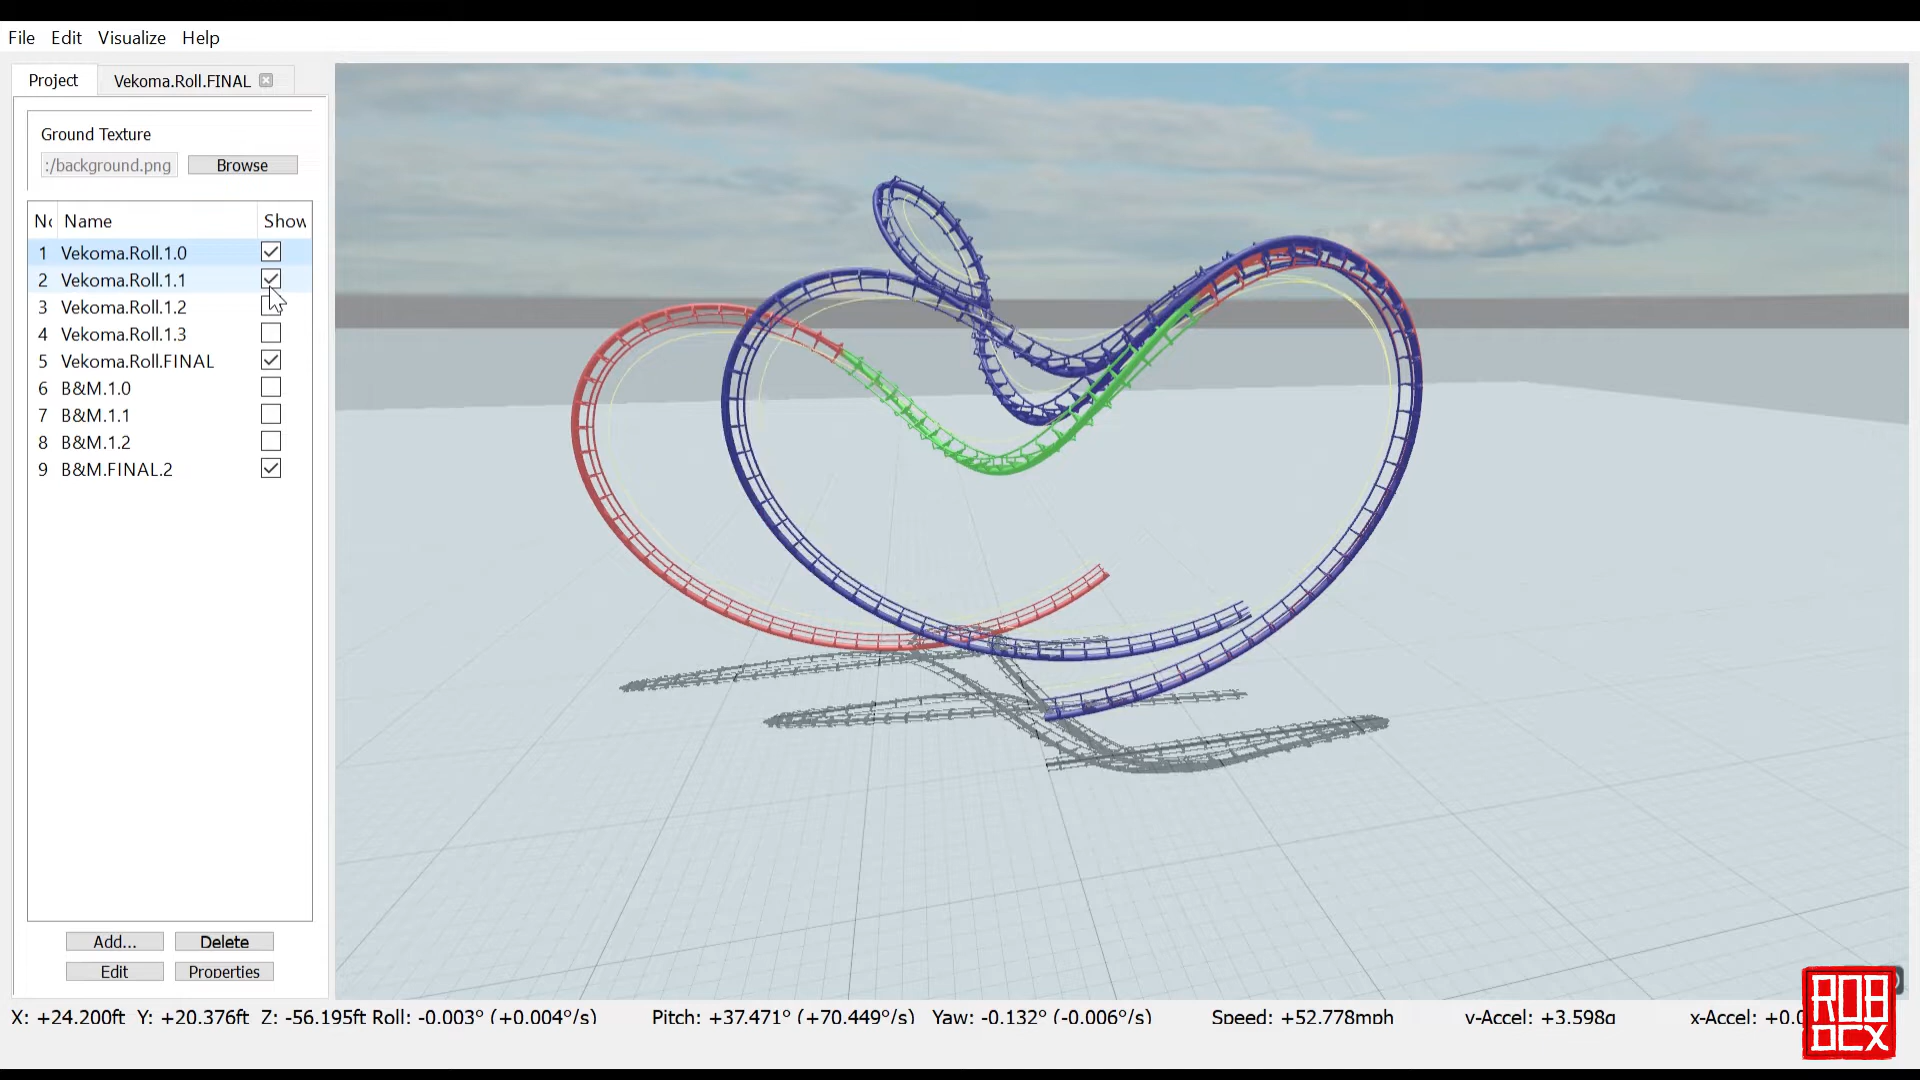 File Edit Visualize Help
Project Vekoma.Roll.FINAL
Ground Texture
:/background.png Browse
Name Show
1 Vekoma.Roll.1.0
2 Vekoma.Roll.1.1
3 Vekoma.Roll.1.2
4 Vekoma.Roll.1.3
5 Vekoma.Roll.FINAL
6 B&M.1.0
7 B&M.1.1
8 B&M.1.2
9 B&M.FINAL.2
Add... Delete
Edit Properties
X: +24.200ft Y: +20.376ft Z: -56.195ft Roll: -0.003° (+0.004°/s) Pitch: +37.471° (+70.449°/s) Yaw: -0.132° (-0.006°/s) Speed: +52.778mph y-Accel: +3.598g x-Accel: +0.0
ROB
DCX